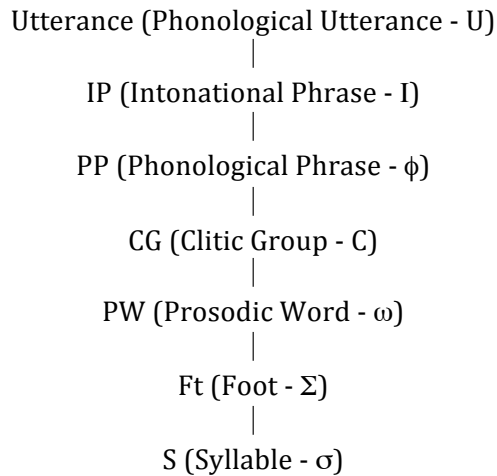 Utterance (Phonological Utterance - U)
IP (Intonational Phrase - I)
PP (Phonological Phrase - ϕ)
CG (Clitic Group - C)
PW (Prosodic Word - ω)
Ft (Foot - Σ)
S (Syllable - σ)